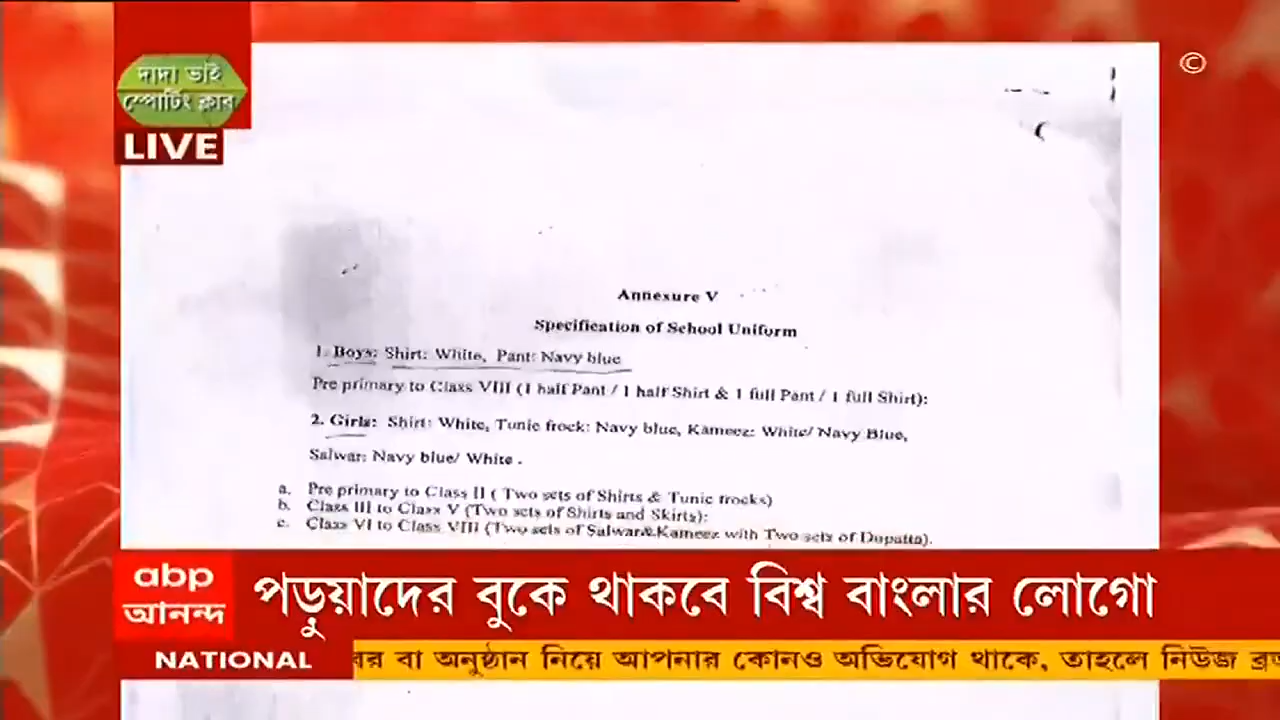 দাদা ভাই
স্পোর্টিং ক্লাব
LIVE
©
Annexure V
Specification of School Uniform
1. Boys: Shirt: White, Pant: Navy blue
Pre primary to Class VIII (1 half Pant / 1 half Shirt & 1 full Pant / 1 full Shirt):
2. Girls: Shirt: White, Tunic frock: Navy blue, Kameez: White/ Navy Blue,
Salwar: Navy blue/ White .
a. Pre primary to Class II ( Two sets of Shirts & Tunic frocks)
b. Class III to Class V (Two sets of Shirts and Skirts):
c. Class VI to Class VIII (Two sets of Salwar&Kameez with Two sets of Dupatta).
abp
আনন্দ
পড়ুয়াদের বুকে থাকবে বিশ্ব বাংলার লোগো
NATIONAL
বা অনুষ্ঠান নিয়ে আপনার কোনও অভিযোগ থাকে, তাহলে নিউজ